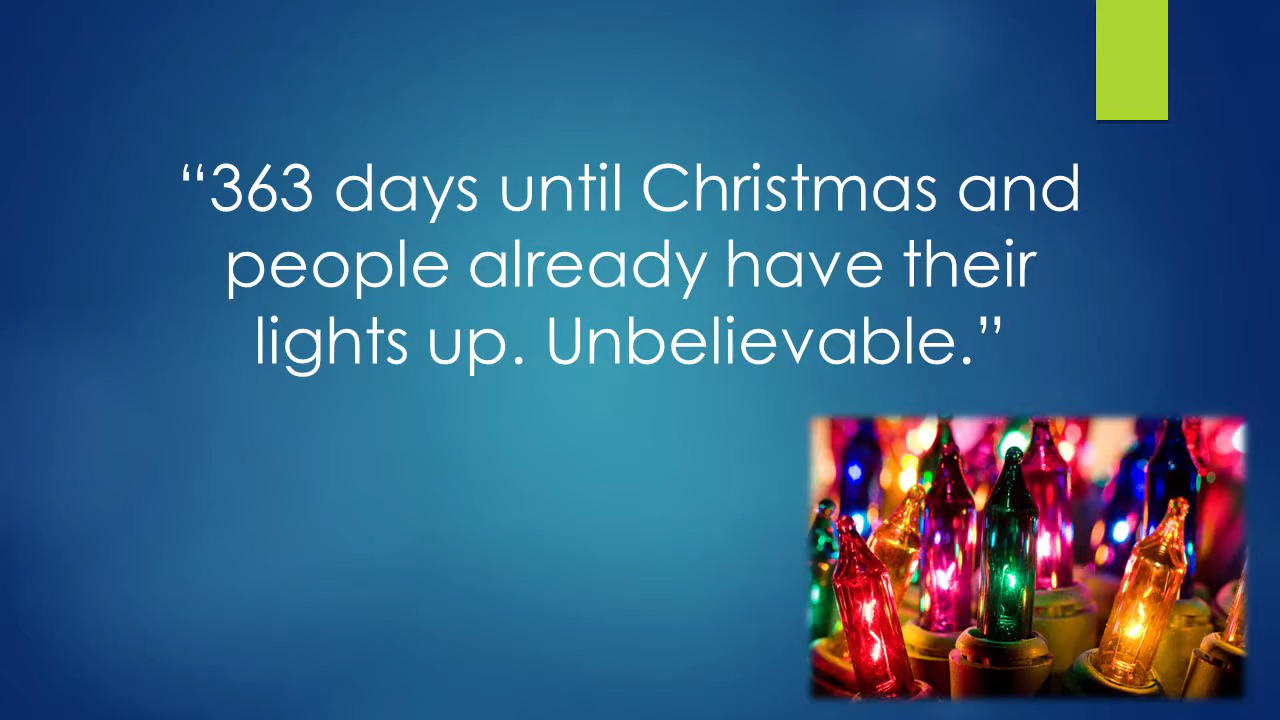 “363 days until Christmas and
people already have their
lights up. Unbelievable.”